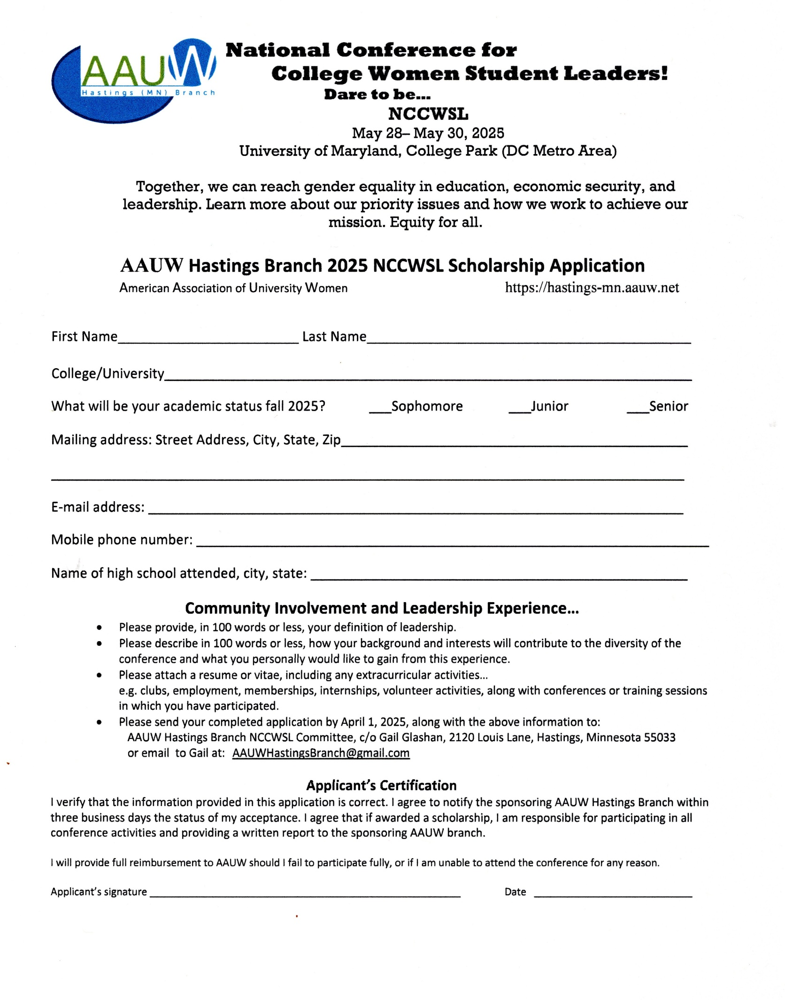 AAUW
Hastings (MN) Branch
National Conference for
College Women Student Leaders!
Dare to be...
NCCWSL
May 28– May 30, 2025
University of Maryland, College Park (DC Metro Area)
Together, we can reach gender equality in education, economic security, and
leadership. Learn more about our priority issues and how we work to achieve our
mission. Equity for all.
AAUW Hastings Branch 2025 NCCWSL Scholarship Application
American Association of University Women https://hastings-mn.aauw.net
First Name__________ Last Name__________
College/University__________
What will be your academic status fall 2025? ___Sophomore ___Junior ___Senior
Mailing address: Street Address, City, State, Zip__________
__________
E-mail address: __________
Mobile phone number: __________
Name of high school attended, city, state: __________
Community Involvement and Leadership Experience...
• Please provide, in 100 words or less, your definition of leadership.
• Please describe in 100 words or less, how your background and interests will contribute to the diversity of the
conference and what you personally would like to gain from this experience.
• Please attach a resume or vitae, including any extracurricular activities...
e.g. clubs, employment, memberships, internships, volunteer activities, along with conferences or training sessions
in which you have participated.
• Please send your completed application by April 1, 2025, along with the above information to:
AAUW Hastings Branch NCCWSL Committee, c/o Gail Glashan, 2120 Louis Lane, Hastings, Minnesota 55033
or email to Gail at: AAUWHastingsBranch@gmail.com
Applicant's Certification
I verify that the information provided in this application is correct. I agree to notify the sponsoring AAUW Hastings Branch within
three business days the status of my acceptance. I agree that if awarded a scholarship, I am responsible for participating in all
conference activities and providing a written report to the sponsoring AAUW branch.
I will provide full reimbursement to AAUW should I fail to participate fully, or if I am unable to attend the conference for any reason.
Applicant's signature __________ Date __________